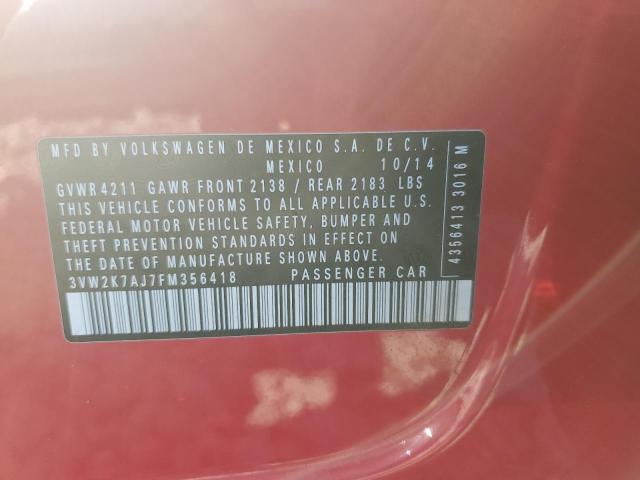 MFD BY VOLKSWAGEN DE MEXICO S.A. DE C.V.
MEXICO 10/14
GVWR 4211 GAWR FRONT 2138 / REAR 2183 LBS
THIS VEHICLE CONFORMS TO ALL APPLICABLE U.S.
FEDERAL MOTOR VEHICLE SAFETY, BUMPER AND
THEFT PREVENTION STANDARDS IN EFFECT ON
THE DATE OF MANUFACTURE SHOWN ABOVE.
3VW2K7AJ7FM356418 PASSENGER CAR
4356413 3016 M